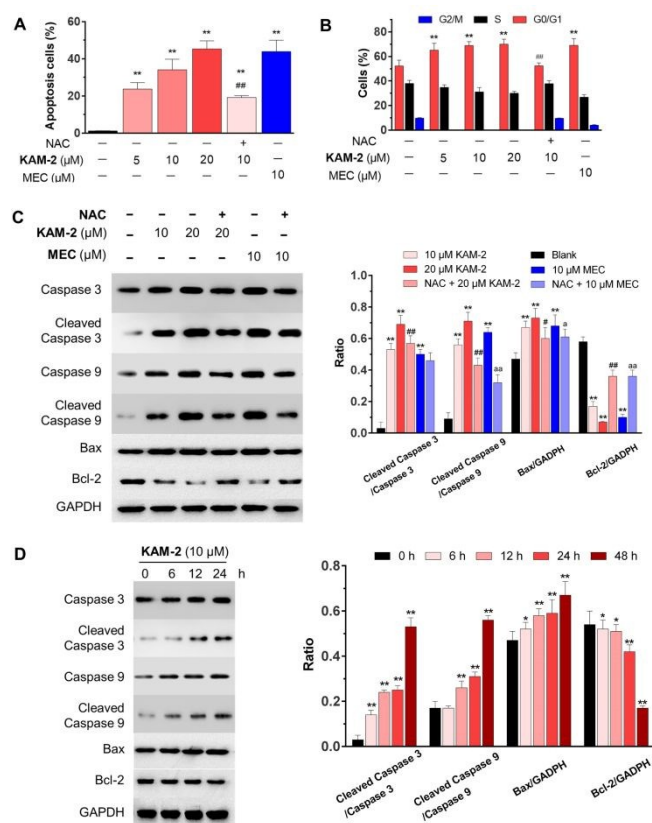 A
Apoptosis cells (%)
60
40
20
0
** ** ** ** ** ##
NAC – – – – + –
KAM-2 (μM) – 5 10 20 10 –
MEC (μM) – – – – – 10
B
G2/M S G0/G1
Cells (%)
90
60
30
0
** ** ** ## **
NAC – – – – + –
KAM-2 (μM) – 5 10 20 10 –
MEC (μM) – – – – – 10
C
NAC – – – + – +
KAM-2 (μM) – 10 20 20 – –
MEC (μM) – – – – 10 10
Caspase 3
Cleaved
Caspase 3
Caspase 9
Cleaved
Caspase 9
Bax
Bcl-2
GAPDH
10 μM KAM-2 Blank
20 μM KAM-2 10 μM MEC
NAC + 20 μM KAM-2 NAC + 10 μM MEC
Ratio
1.0
0.8
0.6
0.4
0.2
0.0
** ** ## ** ** ** ## ** aa ** ** # ** a ** ** ## ** aa
Cleaved Caspase 3
/Caspase 3
Cleaved Caspase 9
/Caspase 9
Bax/GADPH
Bcl-2/GADPH
D
KAM-2 (10 μM)
0 6 12 24 h
Caspase 3
Cleaved
Caspase 3
Caspase 9
Cleaved
Caspase 9
Bax
Bcl-2
GAPDH
0 h 6 h 12 h 24 h 48 h
Ratio
0.8
0.6
0.4
0.2
0.0
** ** ** ** ** ** ** * ** ** ** * * ** **
Cleaved Caspase 3
/Caspase 3
Cleaved Caspase 9
/Caspase 9
Bax/GADPH
Bcl-2/GADPH